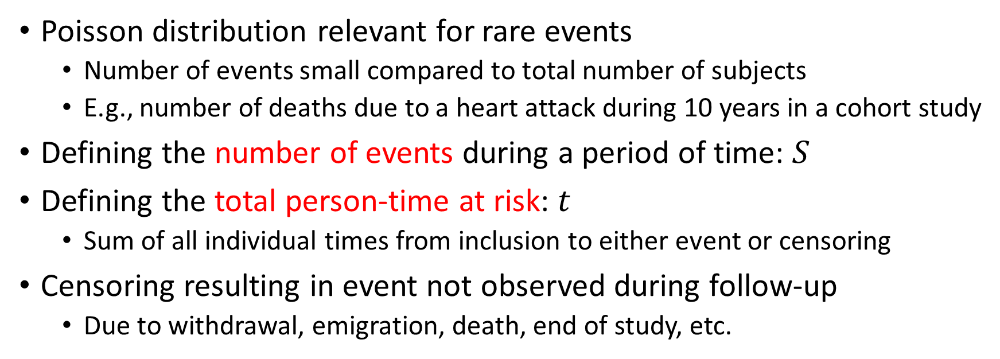 • Poisson distribution relevant for rare events
• Number of events small compared to total number of subjects
• E.g., number of deaths due to a heart attack during 10 years in a cohort study
• Defining the number of events during a period of time: S
• Defining the total person-time at risk: t
• Sum of all individual times from inclusion to either event or censoring
• Censoring resulting in event not observed during follow-up
• Due to withdrawal, emigration, death, end of study, etc.